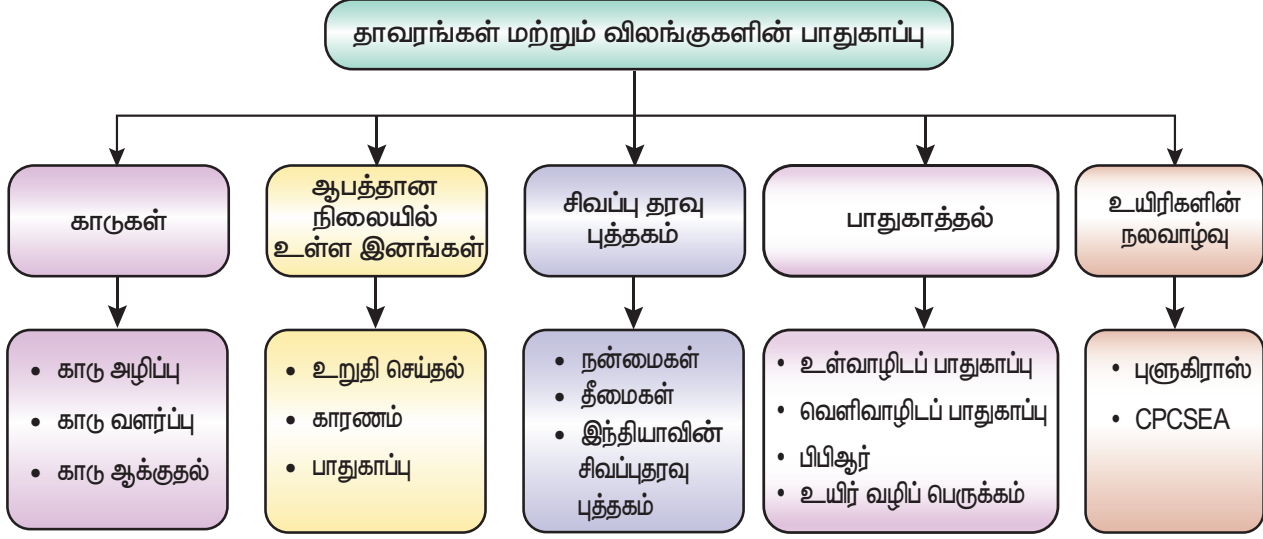 தாவரங்கள் மற்றும் விலங்குகளின் பாதுகாப்பு
காடுகள்
ஆபத்தான
நிலையில்
உள்ள இனங்கள்
சிவப்பு தரவு
புத்தகம்
பாதுகாத்தல்
உயிரிகளின்
நலவாழ்வு
• காடு அழிப்பு
• காடு வளர்ப்பு
• காடு ஆக்குதல்
• உறுதி செய்தல்
• காரணம்
• பாதுகாப்பு
• நன்மைகள்
• தீமைகள்
• இந்தியாவின்
சிவப்புதரவு
புத்தகம்
• உள்வாழிடப் பாதுகாப்பு
• வெளிவாழிடப் பாதுகாப்பு
• பிபிஆர்
• உயிர் வழிப் பெருக்கம்
• புளுகிராஸ்
• CPCSEA